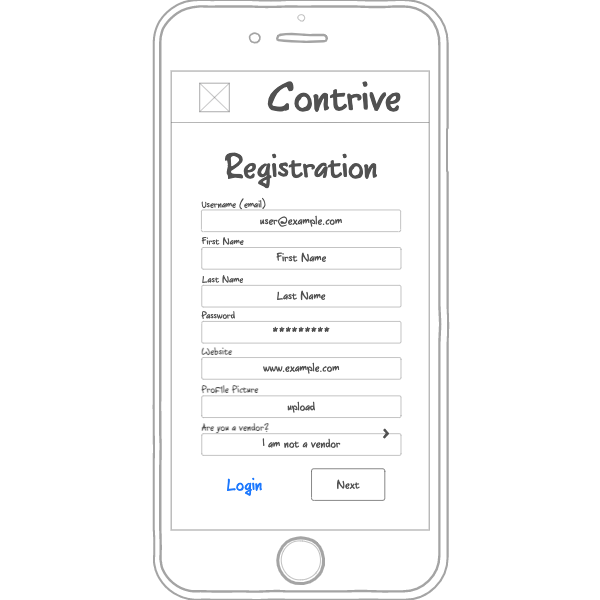 Contrive
Registration
Username (email)
user@example.com
First Name
First Name
Last Name
Last Name
Password
*********
Website
www.example.com
Profile Picture
upload
Are you a vendor?
I am not a vendor
Login
Next